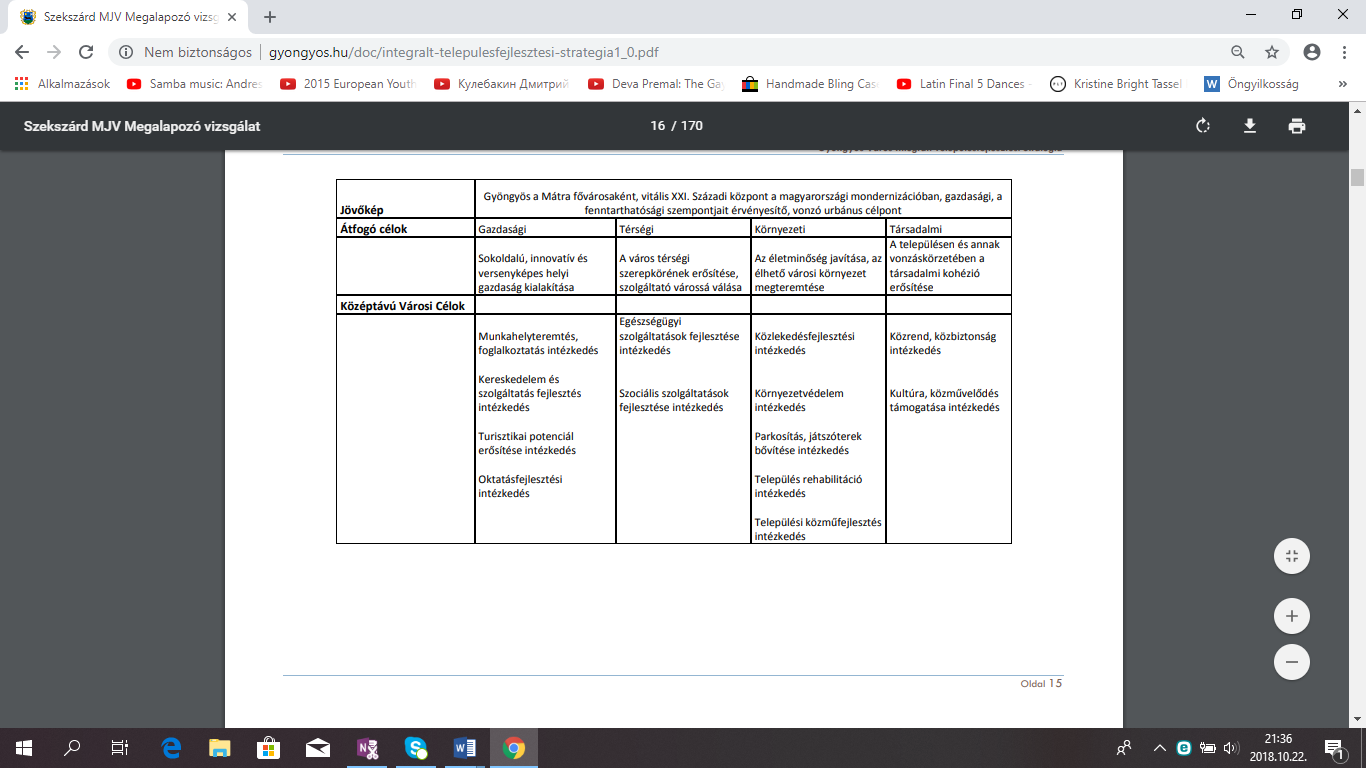 Szekszárd MJV Megalapozó vizsg
Nem biztonságos
gyongyos.hu/doc/integralt-telepulesfejlesztesi-strategia1_0.pdf
Alkalmazások
Samba music: Andres
2015 European Youth
Кулебакин Дмитрий
Deva Premal: The Ga
Handmade Bling Cas
Latin Final 5 Dances -
Kristine Bright Tassel
Öngyilkosság
Szekszárd MJV Megalapozó vizsgálat
16 / 170
Jövőkép
Gyöngyös a Mátra fővárosaként, vitális XXI. Századi központ a magyarországi mondernizációban, gazdasági, a
fenntarthatósági szempontjait érvényesítő, vonzó urbánus célpont
Átfogó célok
Gazdasági
Térségi
Környezeti
Társadalmi
Sokoldalú, innovatív és
versenyképes helyi
gazdaság kialakítása
A város térségi
szerepkörének erősítése,
szolgáltató várossá válása
Az életminőség javítása, az
élhető városi környezet
megteremtése
A településen és annak
vonzáskörzetében a
társadalmi kohézió
erősítése
Középtávú Városi Célok
Munkahelyteremtés,
foglalkoztatás intézkedés
Kereskedelem és
szolgáltatás fejlesztés
intézkedés
Turisztikai potenciál
erősítése intézkedés
Oktatásfejlesztési
intézkedés
Egészségügyi
szolgáltatások fejlesztése
intézkedés
Szociális szolgáltatások
fejlesztése intézkedés
Közlekedésfejlesztési
intézkedés
Környezetvédelem
intézkedés
Parkosítás, játszóterek
bővítése intézkedés
Település rehabilitáció
intézkedés
Települési közműfejlesztés
intézkedés
Közrend, közbiztonság
intézkedés
Kultúra, közművelődés
támogatása intézkedés
Oldal 15
21:36
2018.10.22.
1